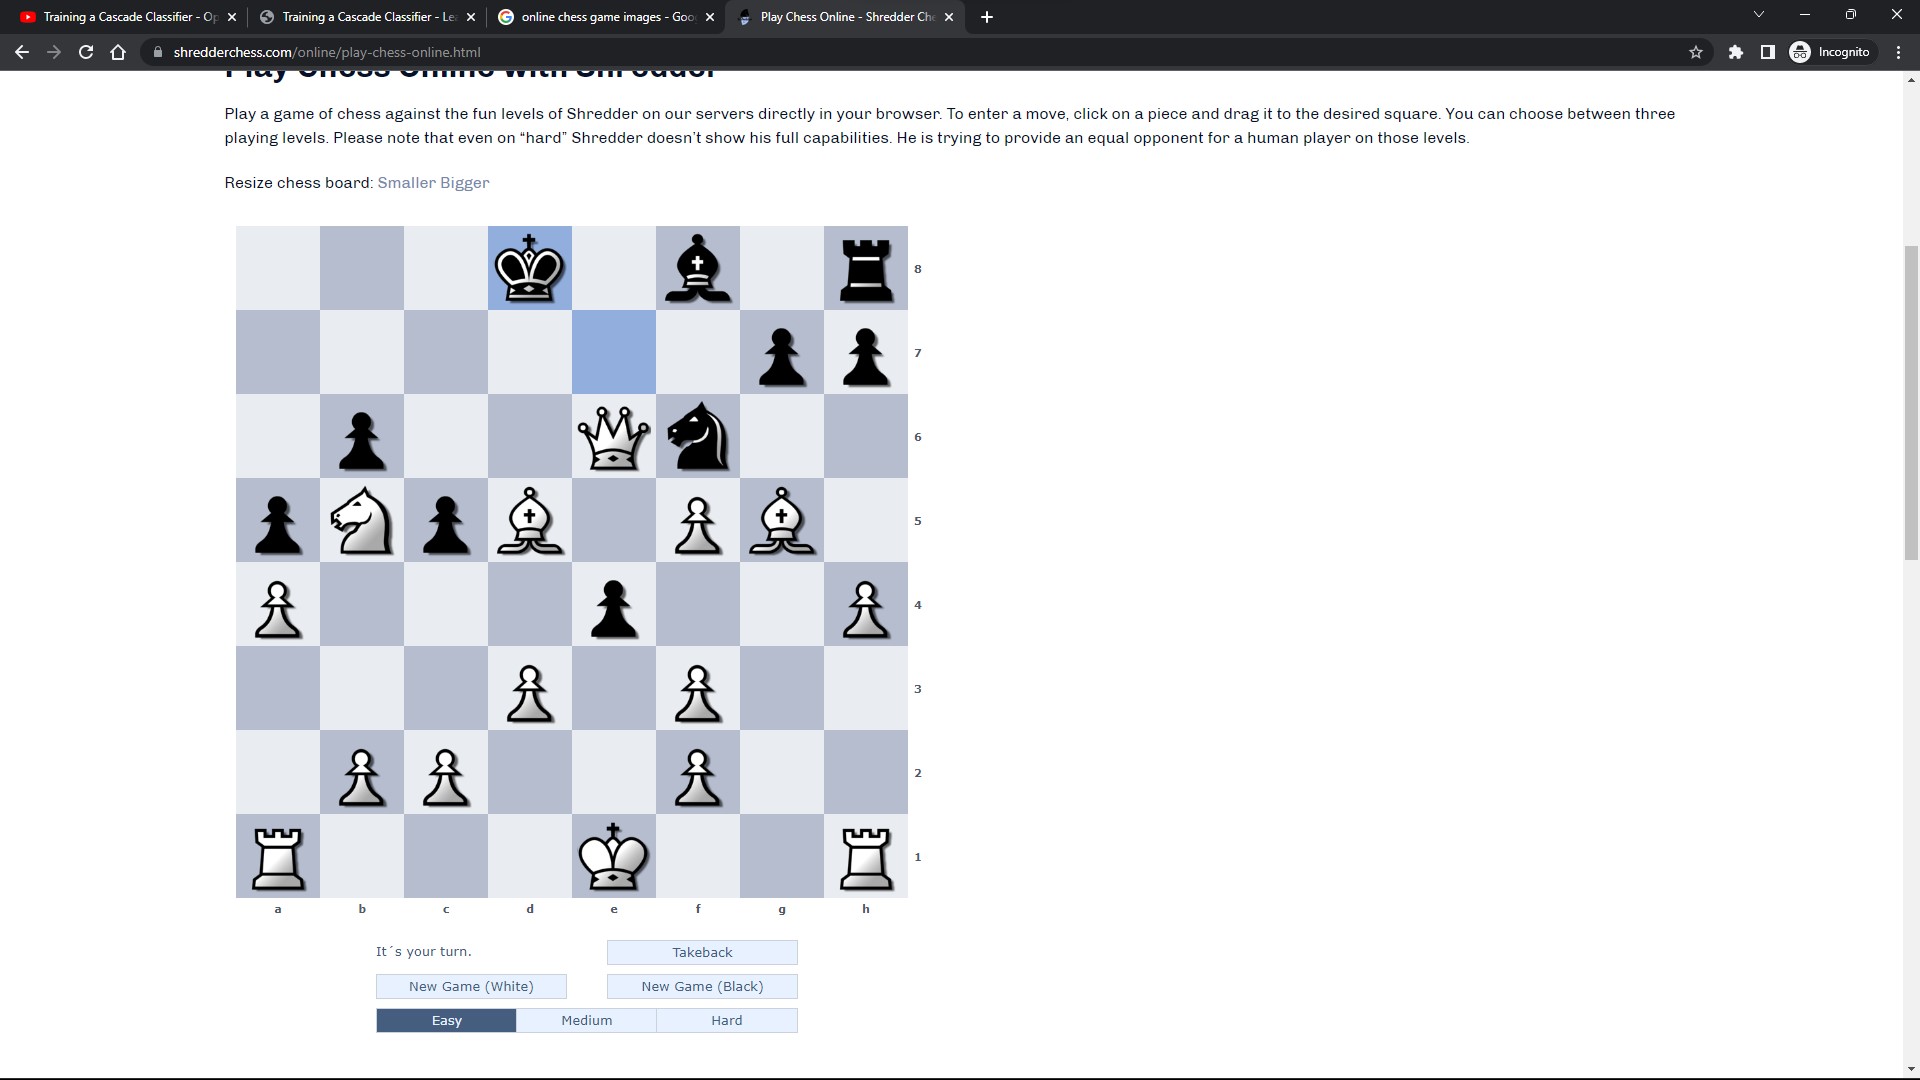 Training a Cascade Classifier - Op
Training a Cascade Classifier - Lea
online chess game images - Goo
Play Chess Online - Shredder Che
shredderchess.com/online/play-chess-online.html
Incognito
Play Chess Online with Shredder
Play a game of chess against the fun levels of Shredder on our servers directly in your browser. To enter a move, click on a piece and drag it to the desired square. You can choose between three
playing levels. Please note that even on “hard” Shredder doesn’t show his full capabilities. He is trying to provide an equal opponent for a human player on those levels.
Resize chess board: Smaller Bigger
8
7
6
5
4
3
2
1
a b c d e f g h
It´s your turn.
Takeback
New Game (White)
New Game (Black)
Easy
Medium
Hard